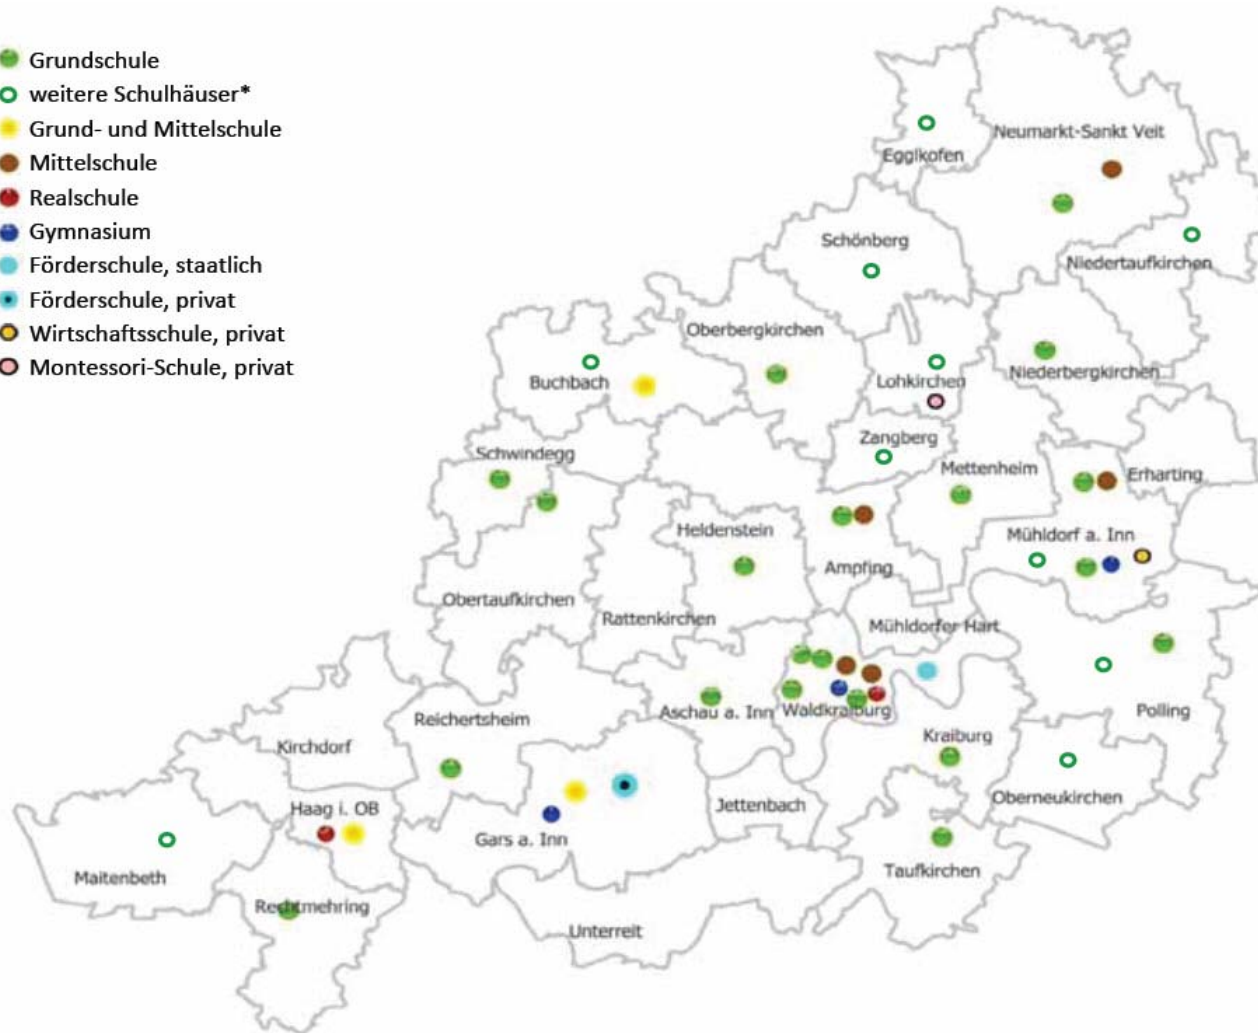 Grundschule
weitere Schulhäuser*
Grund- und Mittelschule
Mittelschule
Realschule
Gymnasium
Förderschule, staatlich
Förderschule, privat
Wirtschaftsschule, privat
Montessori-Schule, privat
Neumarkt-Sankt Veit
Egglkofen
Schönberg
Niedertaufkirchen
Oberbergkirchen
Niederbergkirchen
Lohkirchen
Buchbach
Zangberg
Schwindegg
Mettenheim
Erharting
Heldenstein
Mühldorf a. Inn
Ampfing
Obertaufkirchen
Rattenkirchen
Mühldorfer Hart
Aschau a. Inn
Waldkraiburg
Polling
Reichertsheim
Kraiburg
Kirchdorf
Oberneukirchen
Jettenbach
Haag i. OB
Gars a. Inn
Taufkirchen
Maitenbeth
Rechtmehring
Unterreit